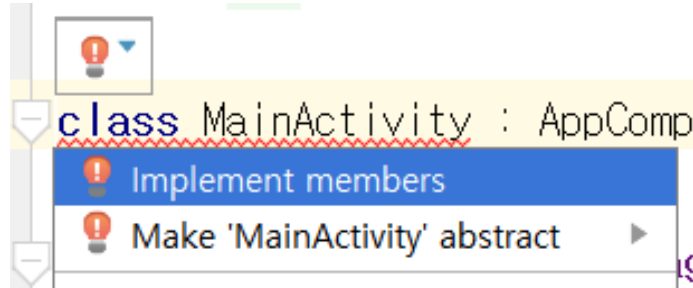 class MainActivity : AppComp
Implement members
Make 'MainActivity' abstract